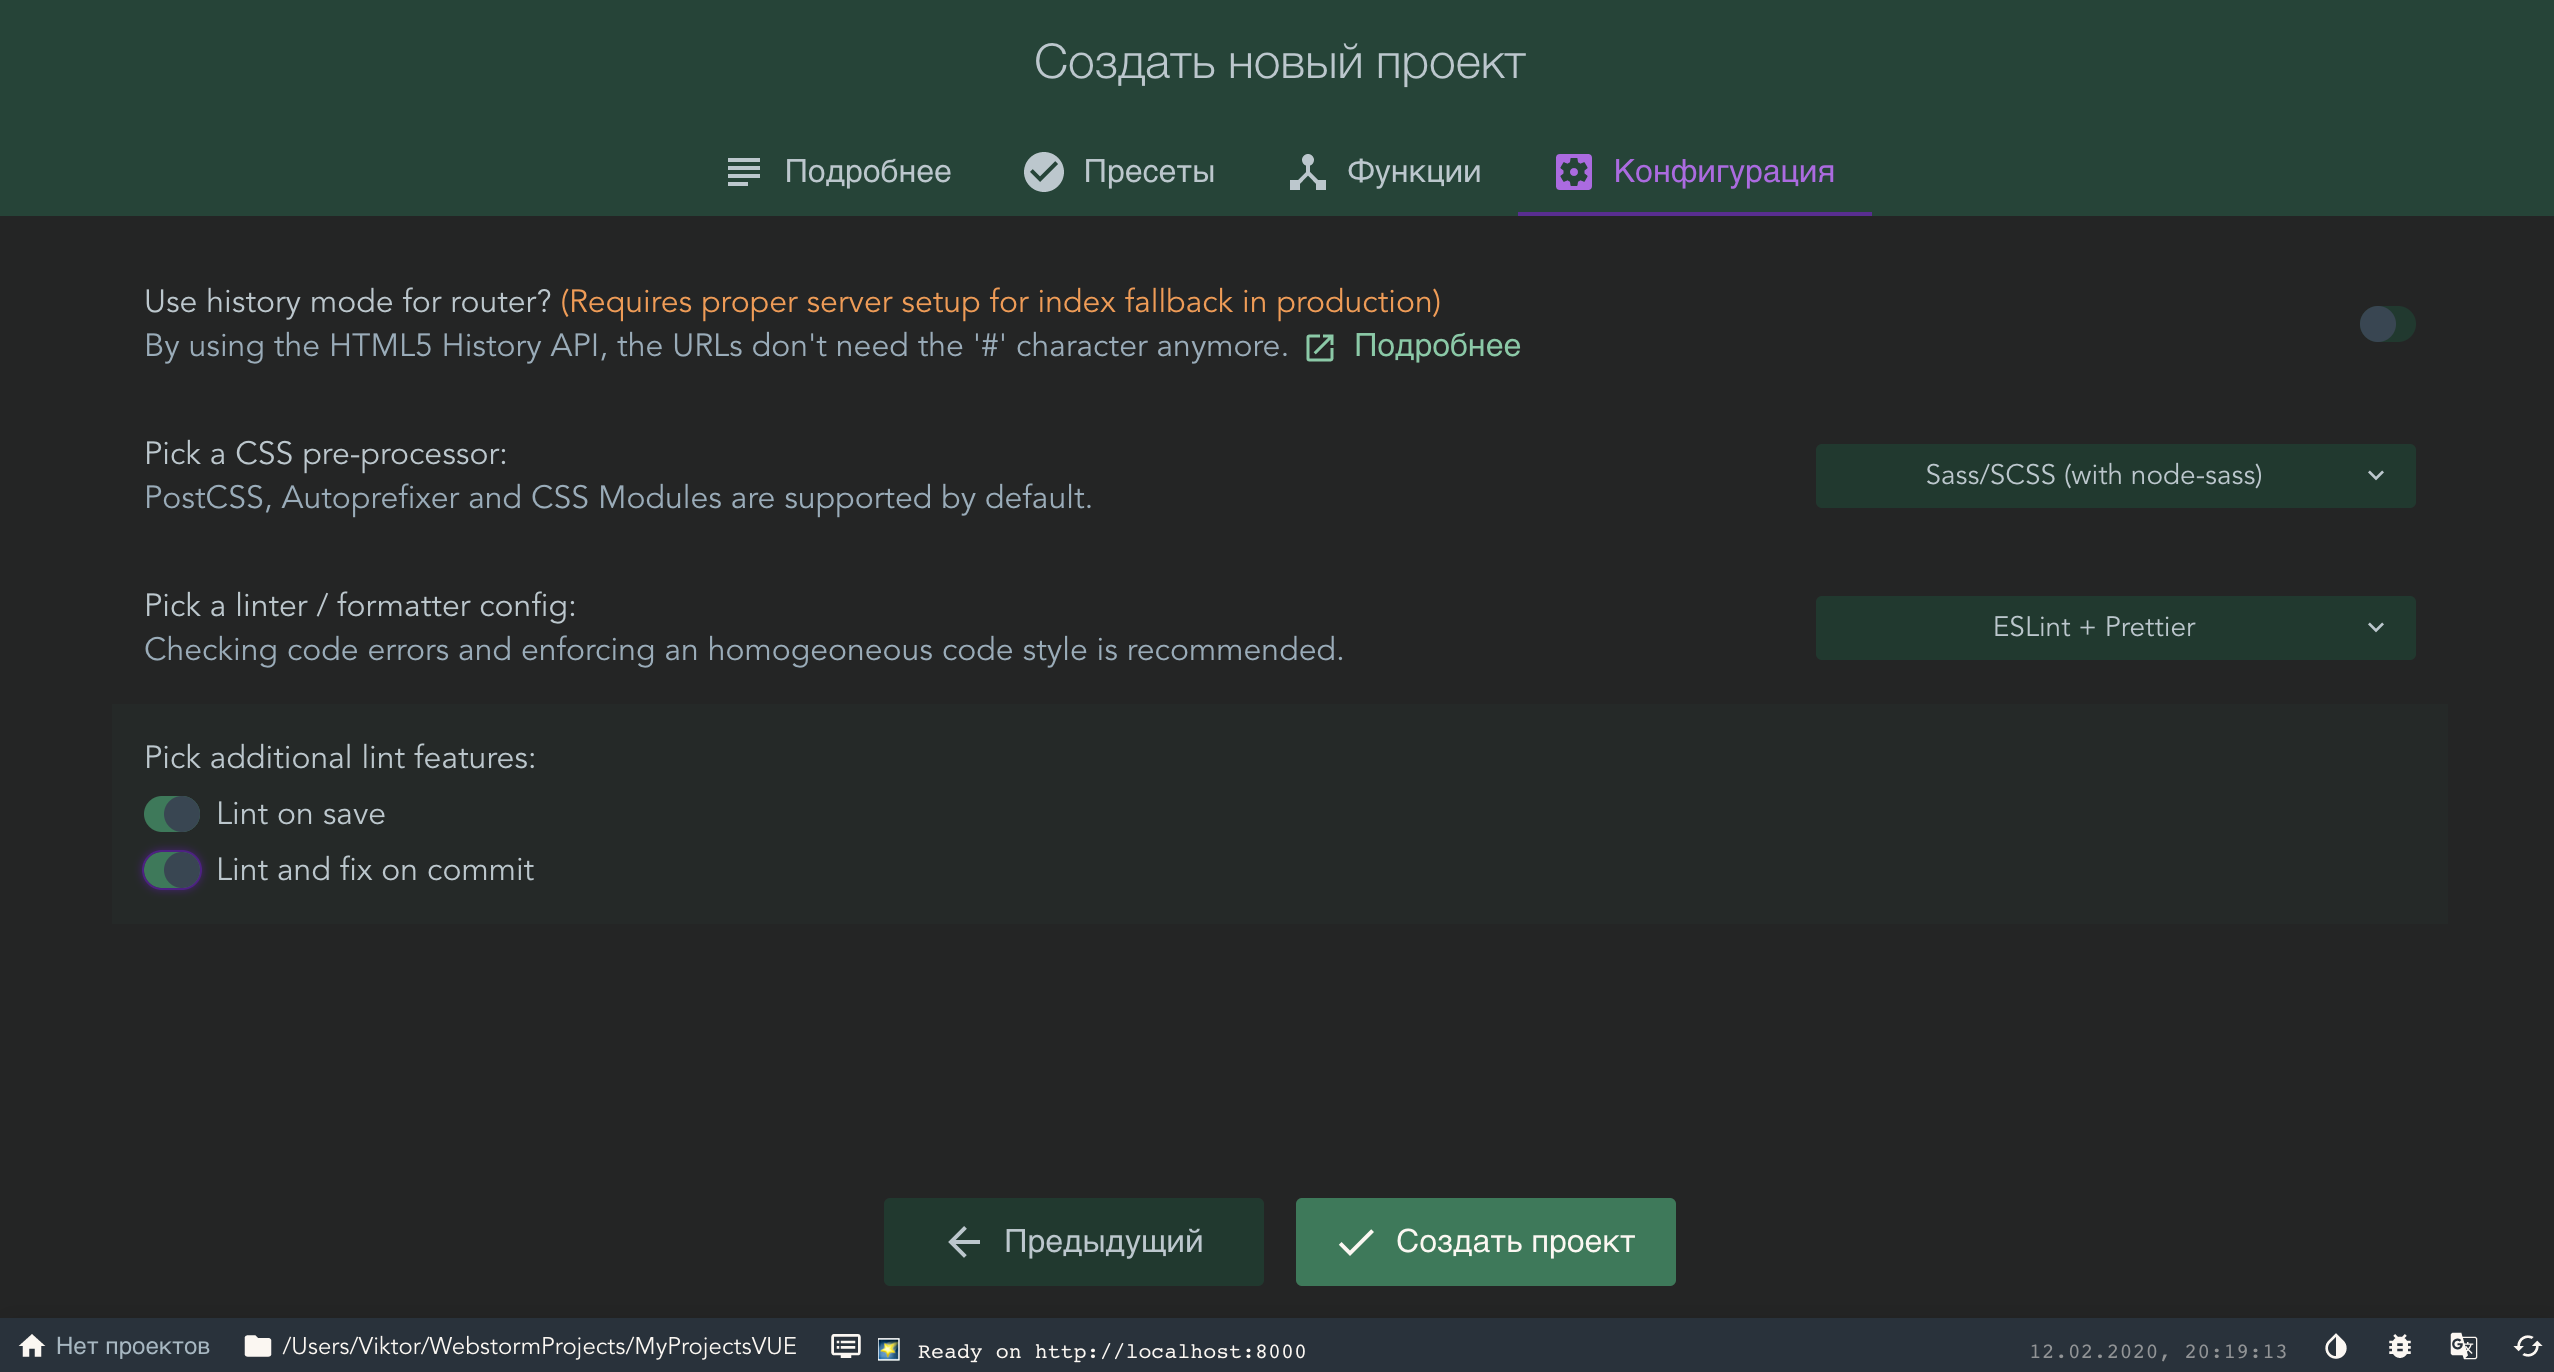 Создать новый проект
Подробнее Пресеты Функции Конфигурация
Use history mode for router? (Requires proper server setup for index fallback in production)
By using the HTML5 History API, the URLs don't need the '#' character anymore. Подробнее
Pick a CSS pre-processor:
PostCSS, Autoprefixer and CSS Modules are supported by default.
Sass/SCSS (with node-sass)
Pick a linter / formatter config:
Checking code errors and enforcing an homogeoneous code style is recommended.
ESLint + Prettier
Pick additional lint features:
Lint on save
Lint and fix on commit
Предыдущий Создать проект
Нет проектов /Users/Viktor/WebstormProjects/MyProjectsVUE Ready on http://localhost:8000 12.02.2020, 20:19:13